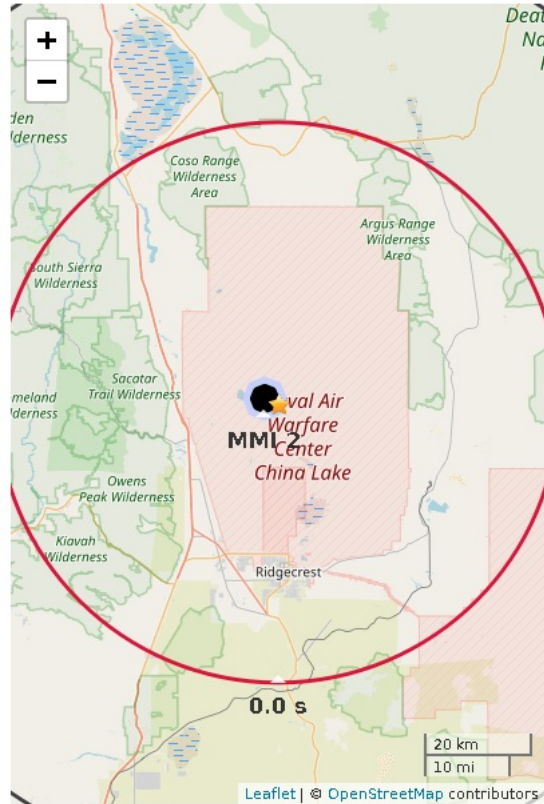 +
−
Deat
Na
den
lderness
Coso Range
Wilderness
Area
Argus Range
Wilderness
Area
South Sierra
Wilderness
Sacatar
Trail Wilderness
meland
lderness
val Air
Warfare
Center
China Lake
MMI 2
Owens
Peak Wilderness
Kiavah
Wilderness
Ridgecrest
0.0 s
20 km
10 mi
Leaflet | © OpenStreetMap contributors